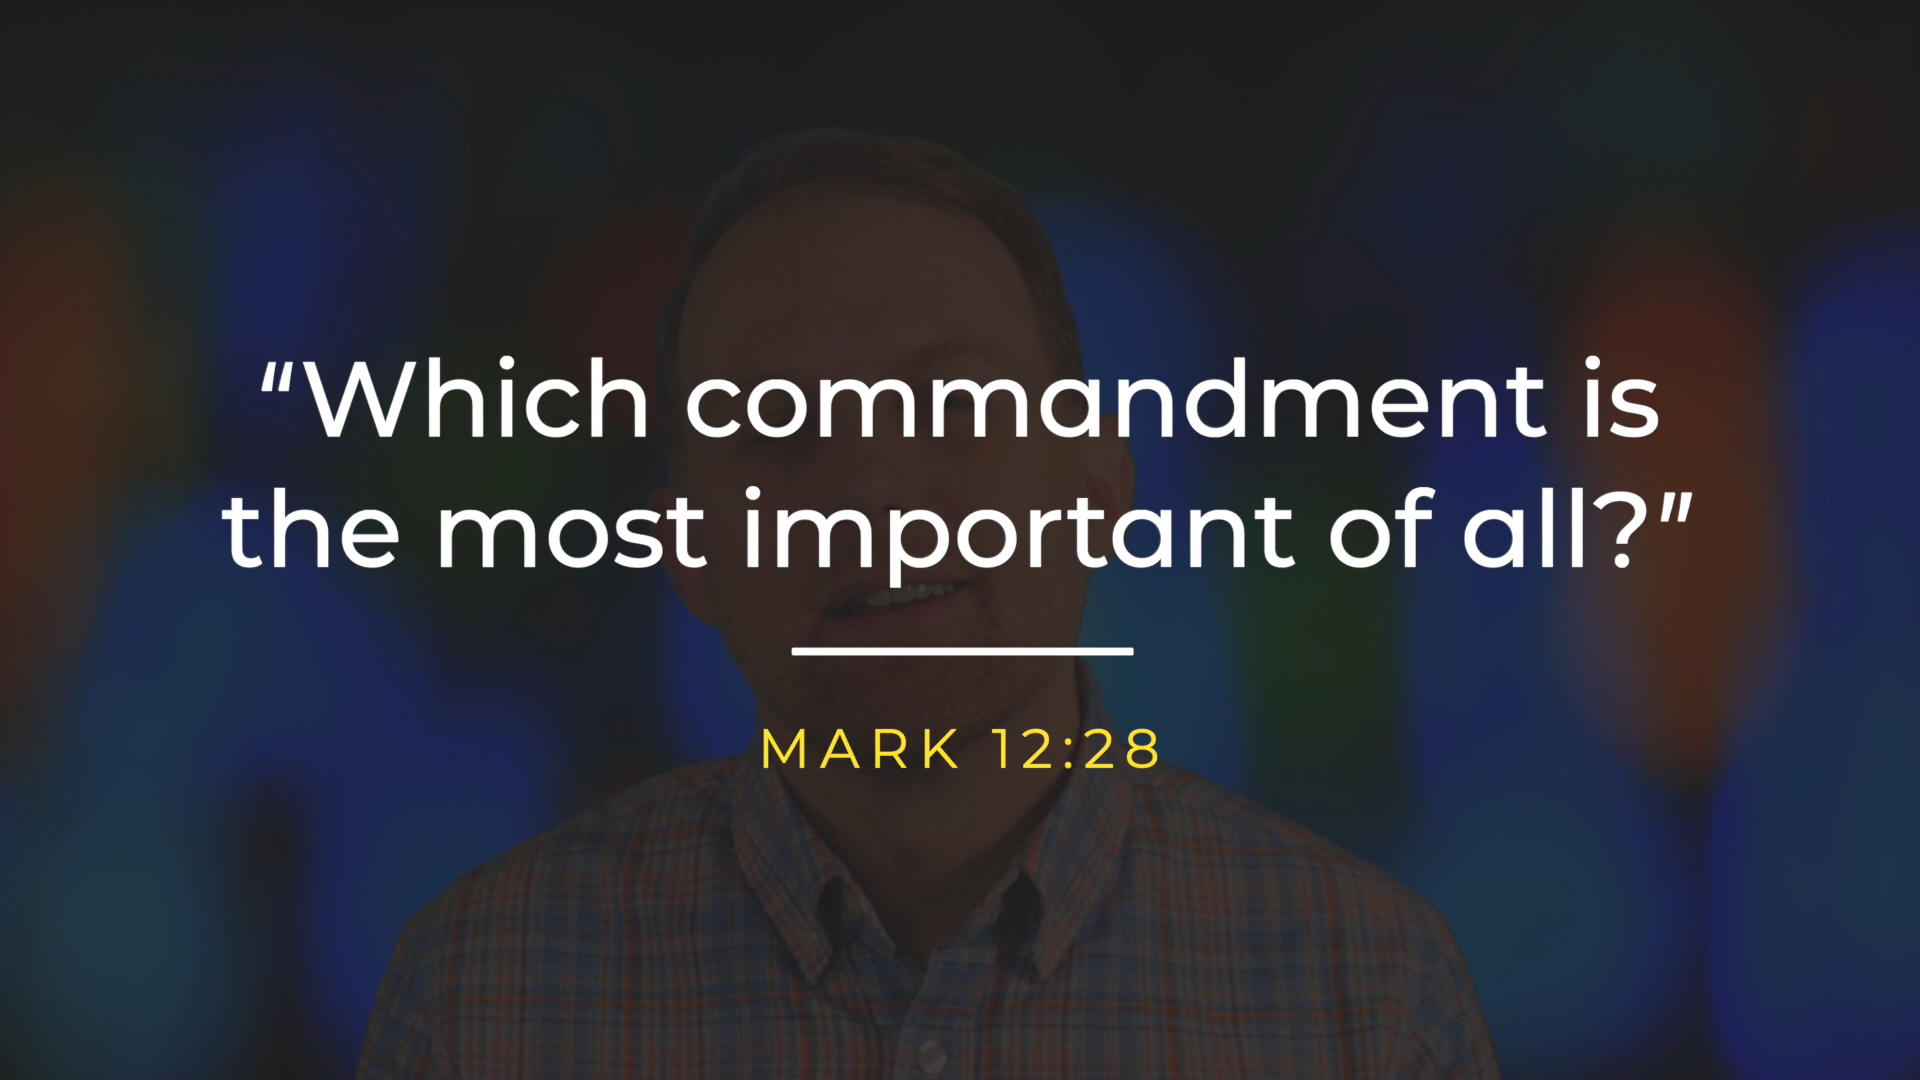 “Which commandment is
the most important of all?”
MARK 12:28